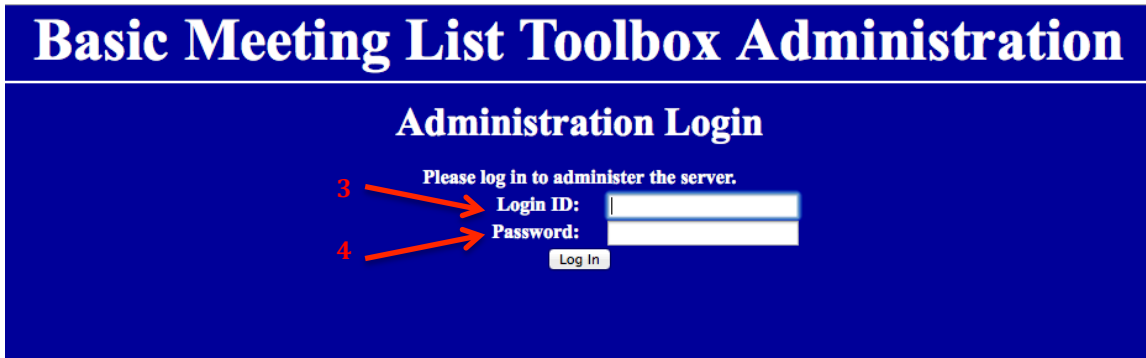 Basic Meeting List Toolbox Administration
Administration Login
Please log in to administer the server.
3
Login ID:
Password:
4
Log In